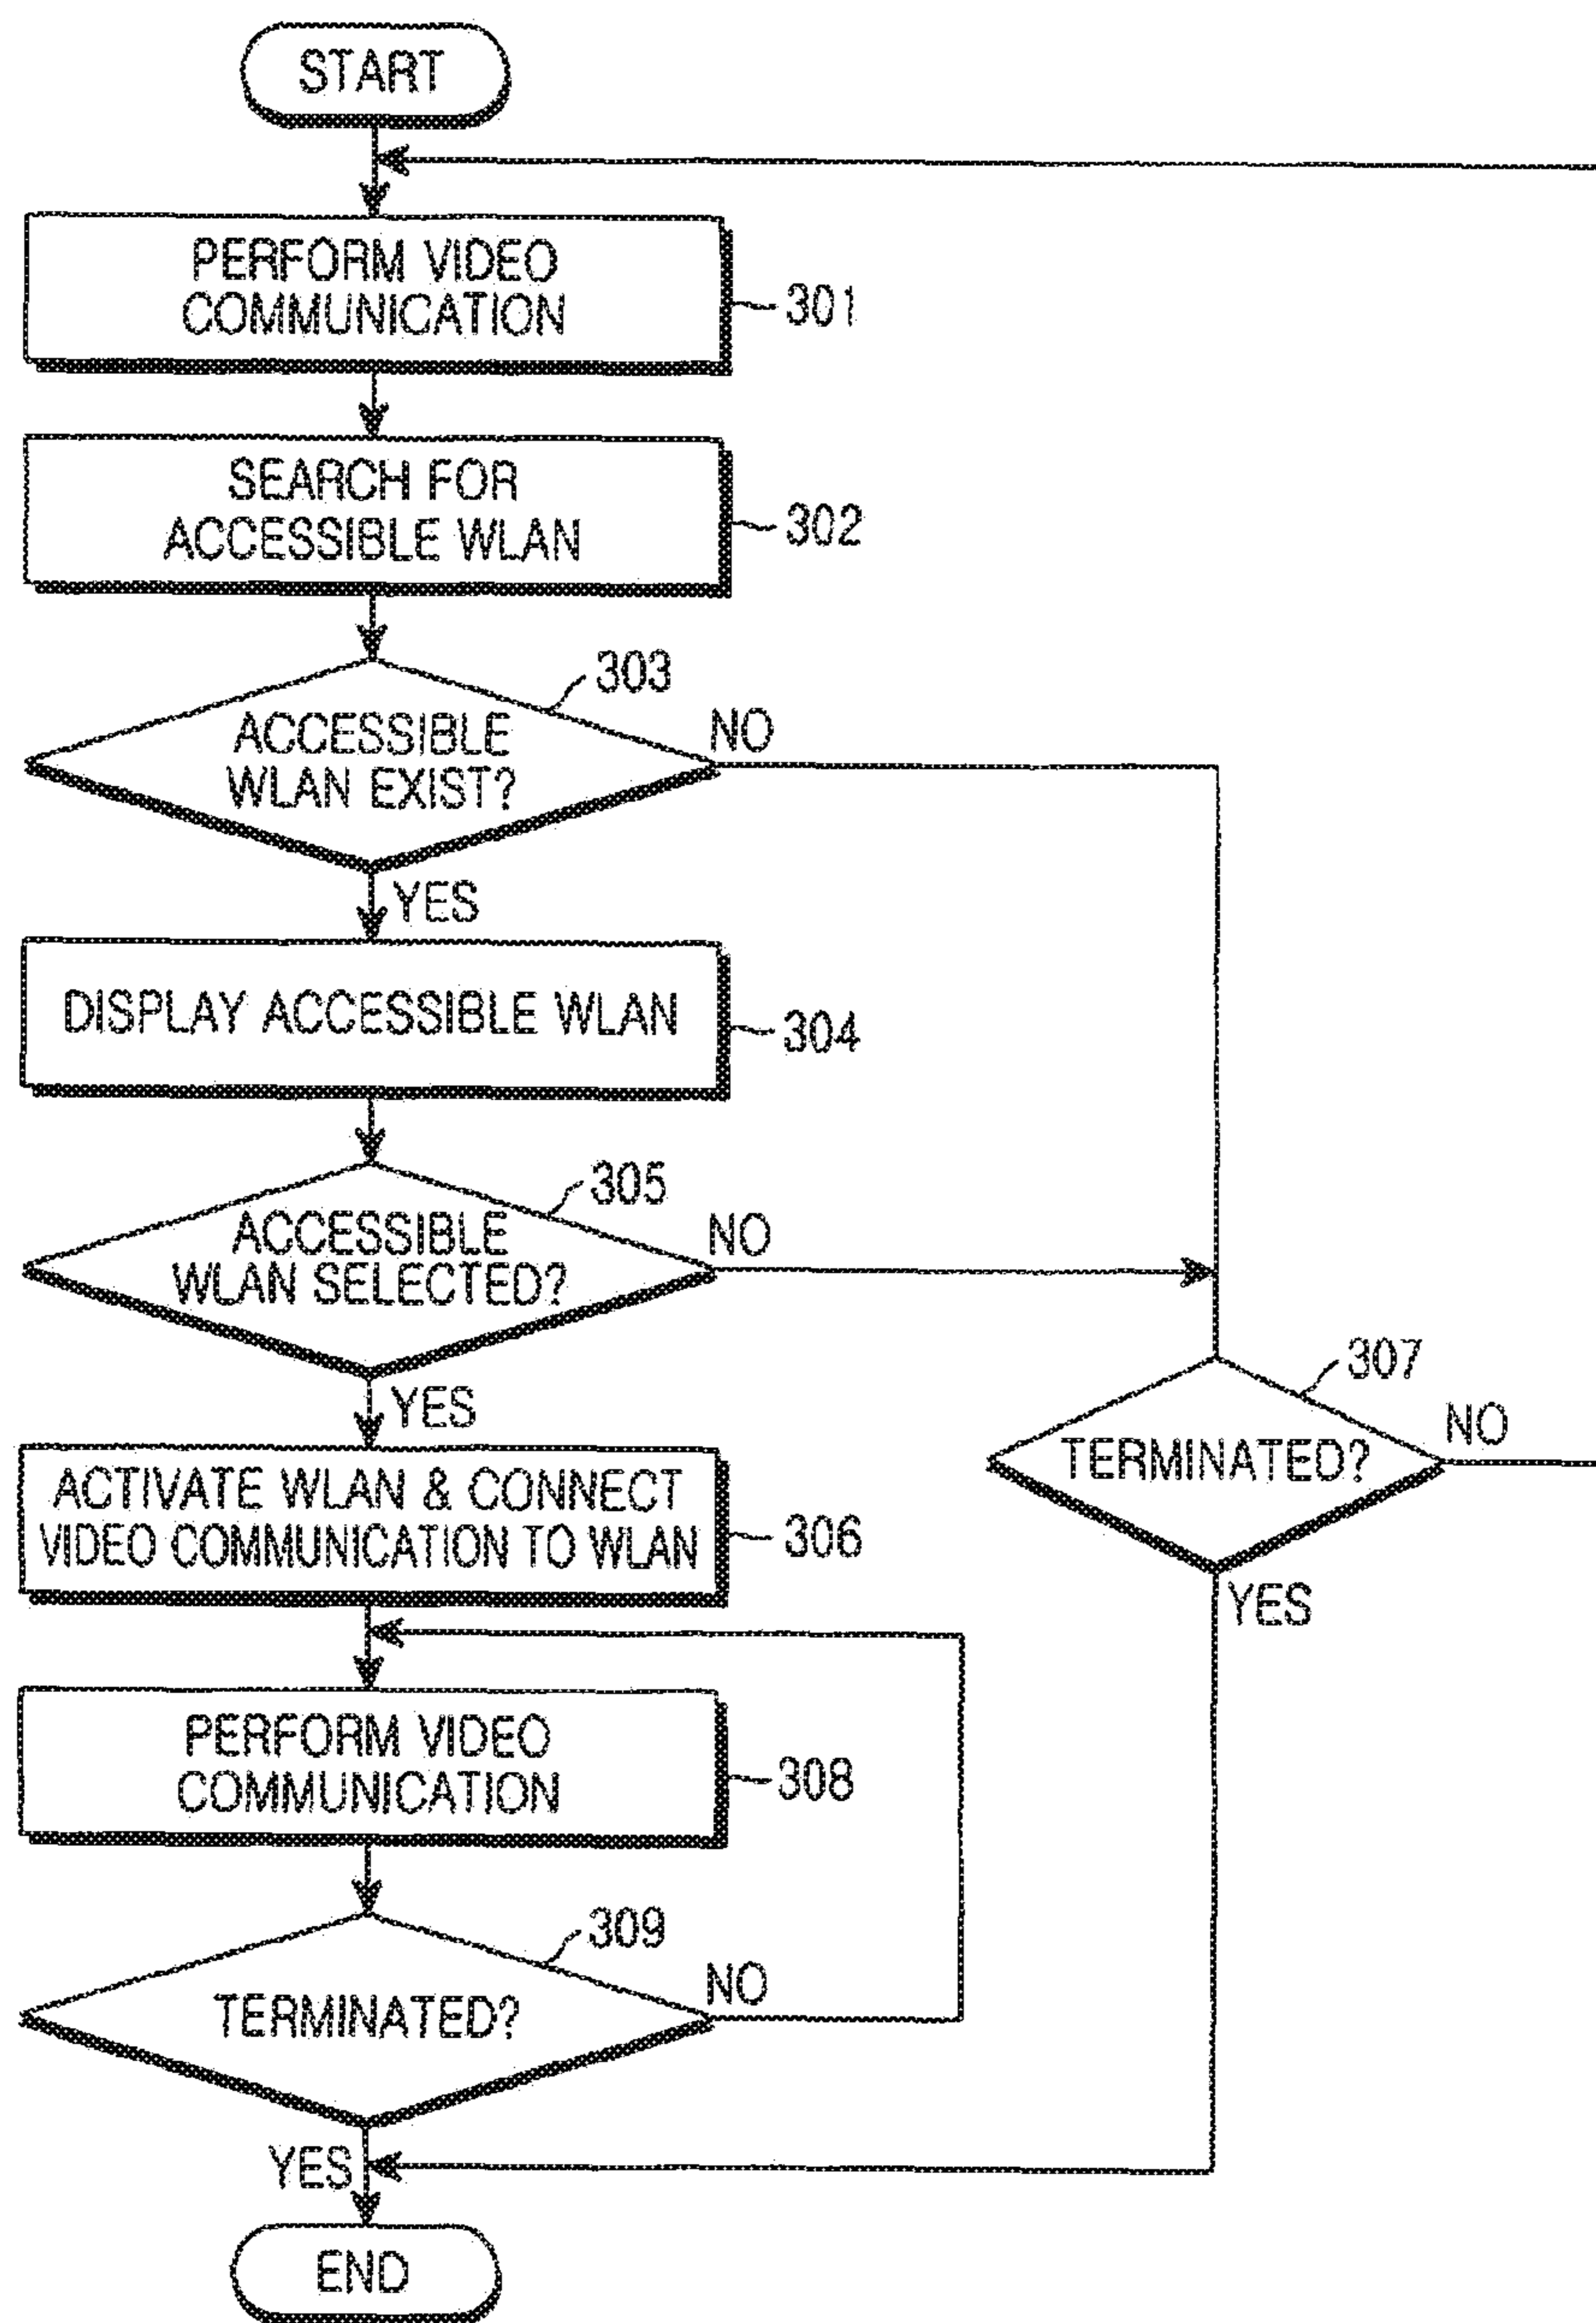 START
PERFORM VIDEO
COMMUNICATION
301
SEARCH FOR
ACCESSIBLE WLAN
302
303
ACCESSIBLE
WLAN EXIST?
NO
YES
DISPLAY ACCESSIBLE WLAN
304
305
ACCESSIBLE
WLAN SELECTED?
NO
YES
307
TERMINATED?
NO
YES
ACTIVATE WLAN & CONNECT
VIDEO COMMUNICATION TO WLAN
306
PERFORM VIDEO
COMMUNICATION
308
309
TERMINATED?
NO
YES
END